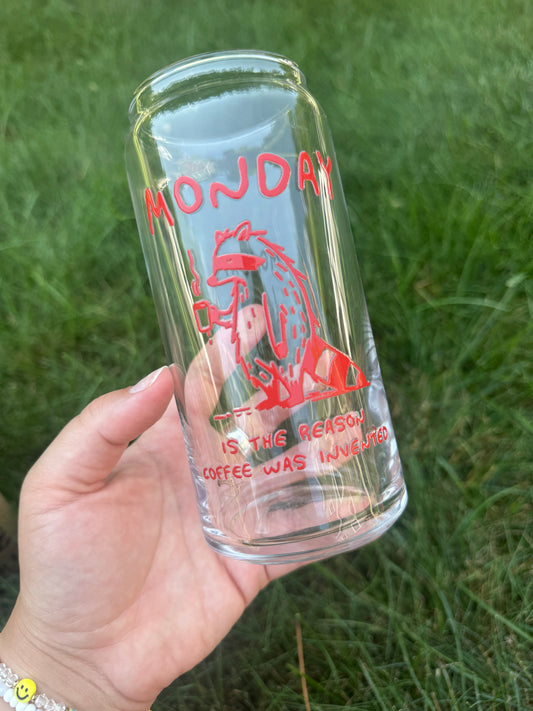 MONDAY
IS THE REASON
COFFEE WAS INVENTED